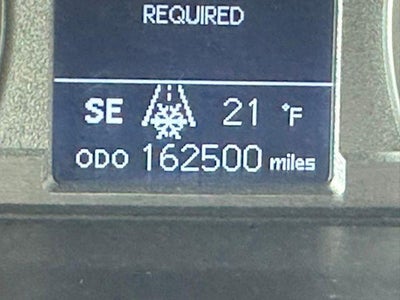 REQUIRED
SE 21 °F
ODO 162500 miles